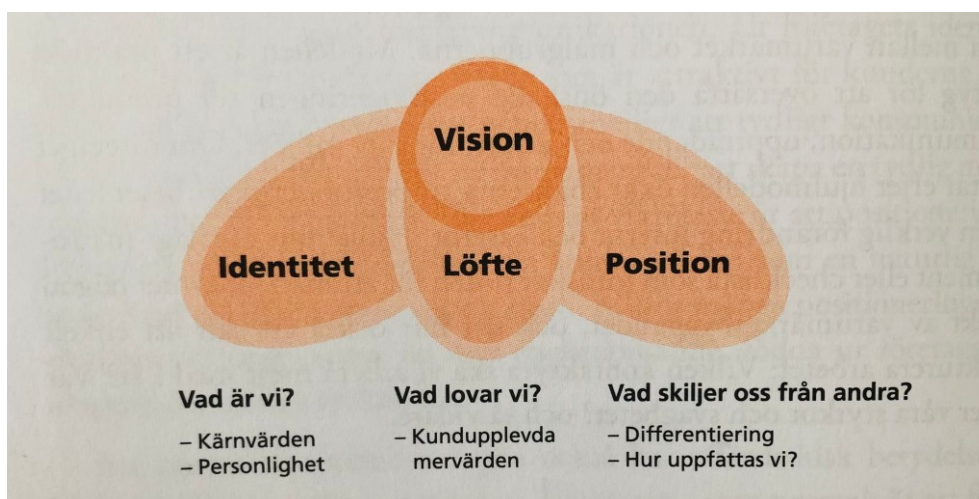 Vision
Identitet
Löfte
Position
Vad är vi?
– Kärnvärden
– Personlighet
Vad lovar vi?
– Kundupplevda
mervärden
Vad skiljer oss från andra?
– Differentiering
– Hur uppfattas vi?